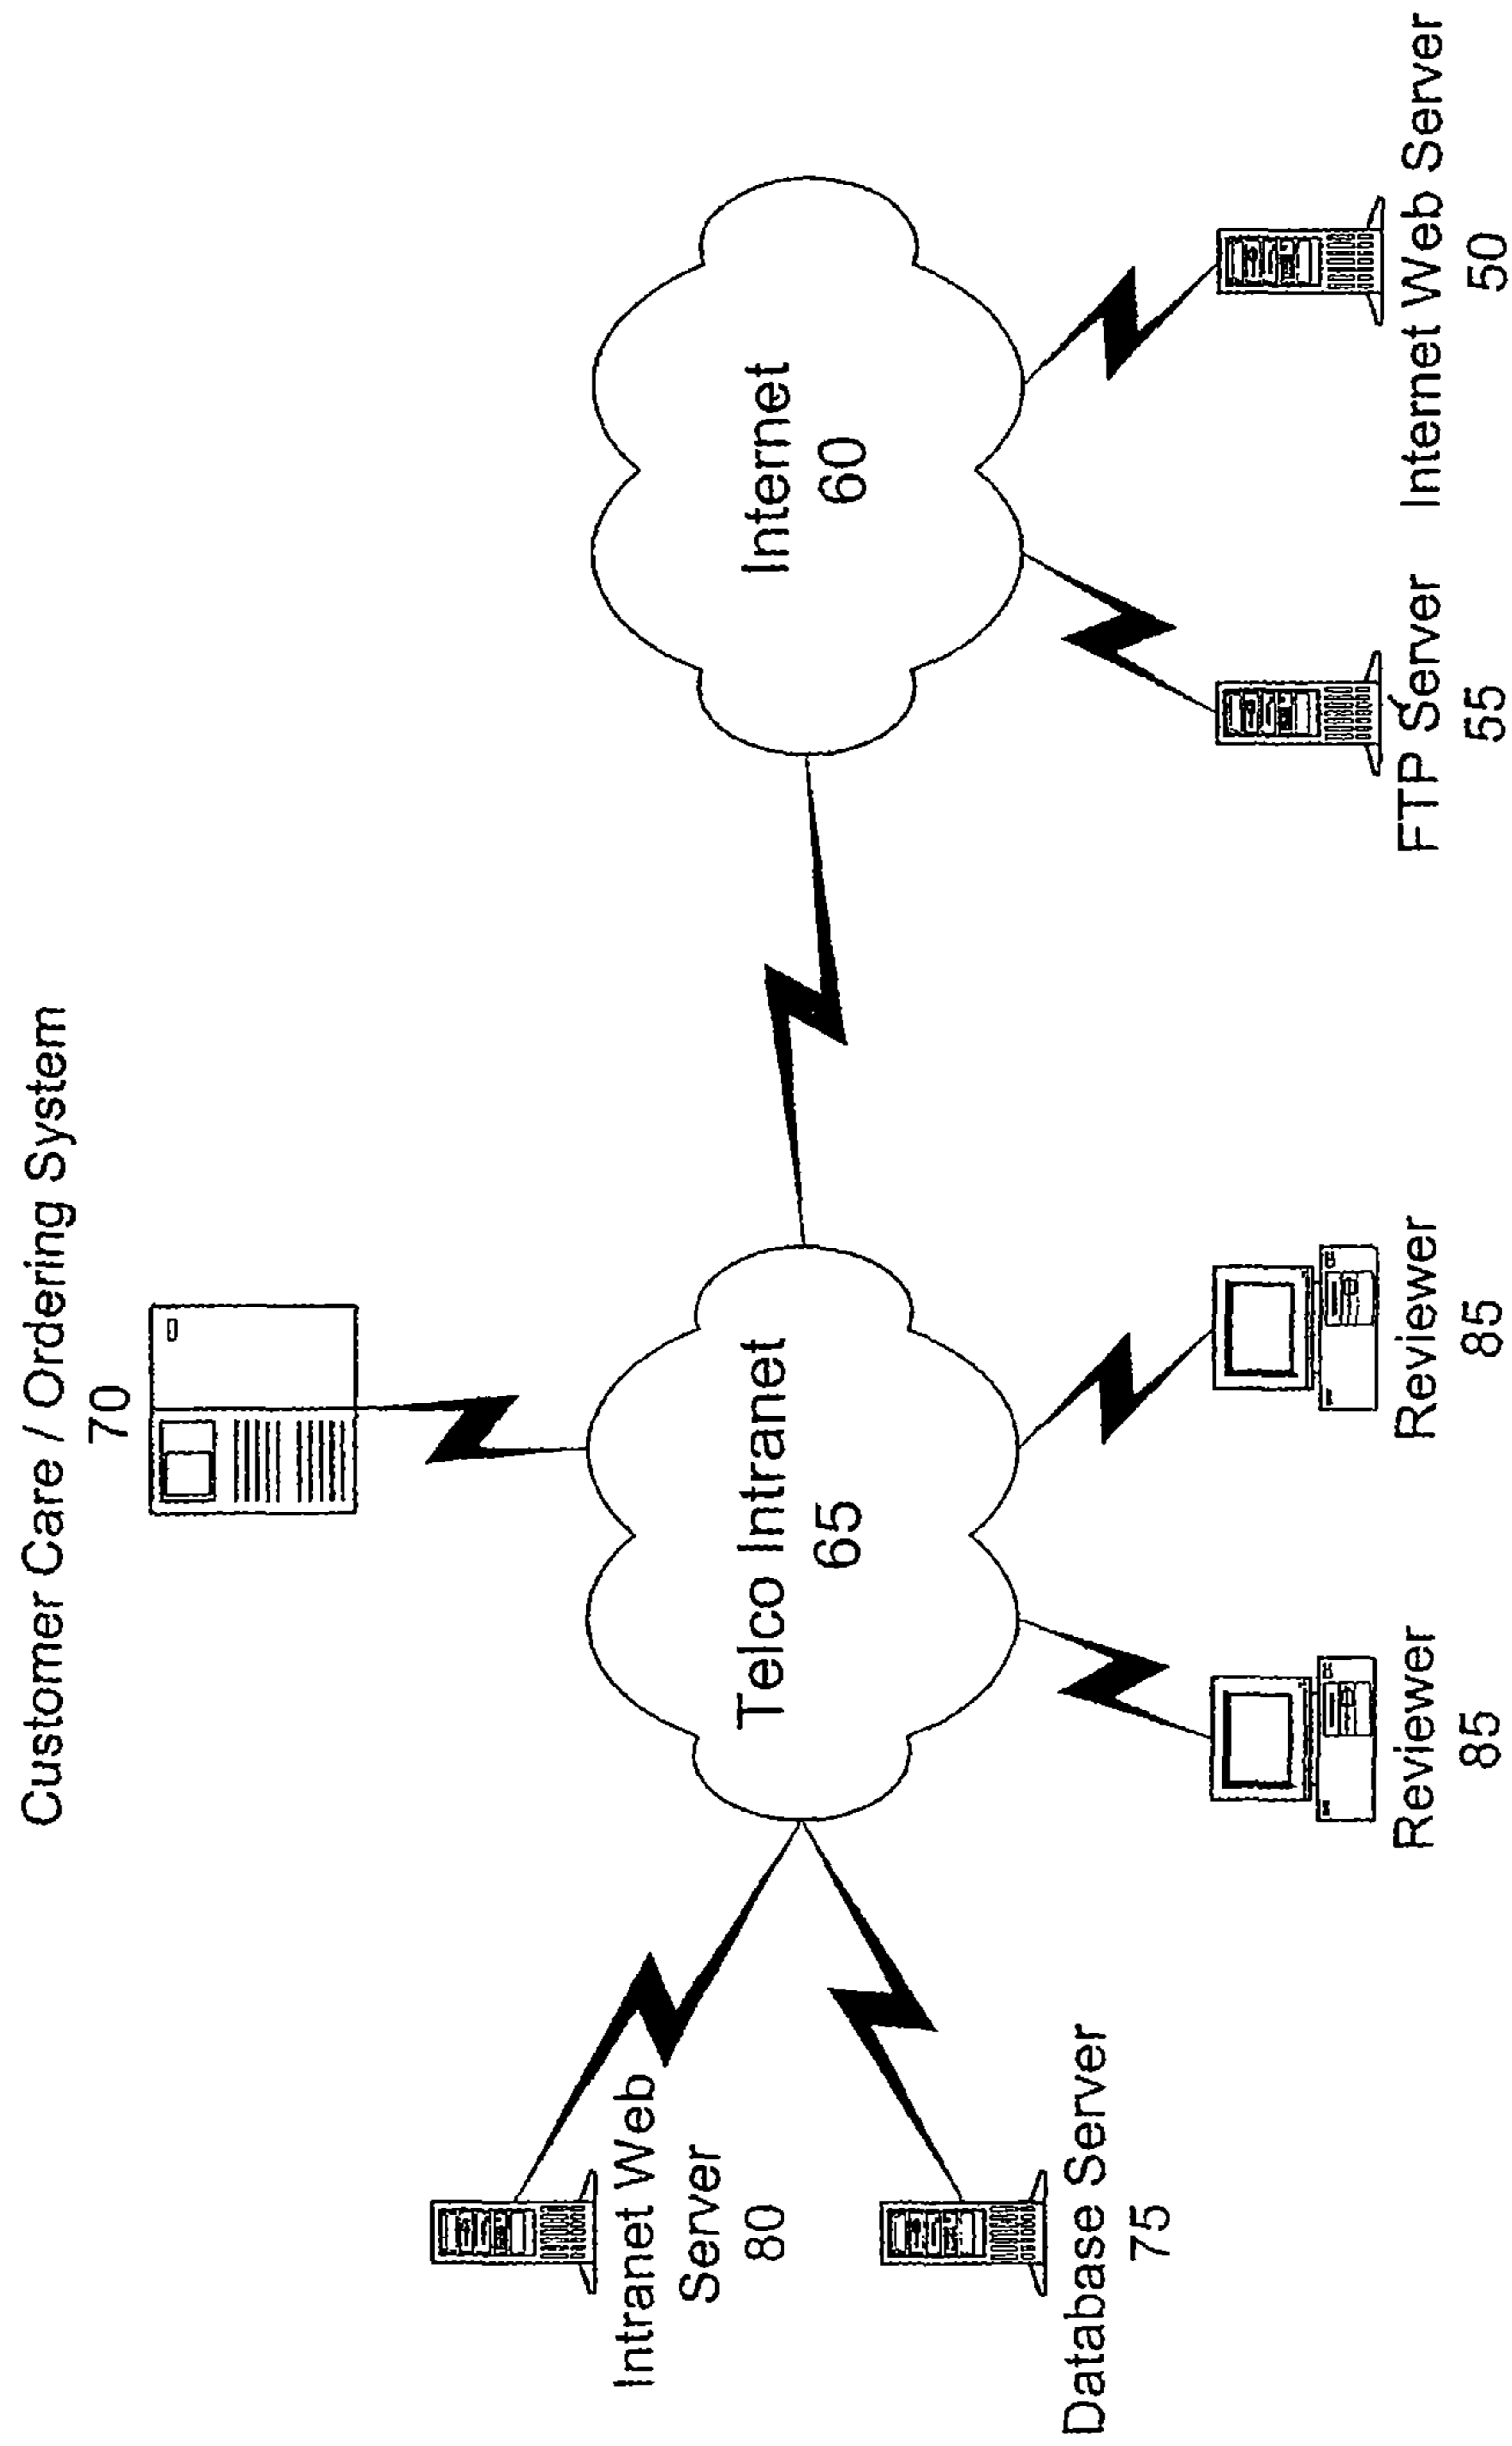 Customer Care / Ordering System
70
Intranet Web
Server
80
Database Server
75
Telco Intranet
65
Internet
60
Reviewer
85
Reviewer
85
FTP Server
55
Internet Web Server
50